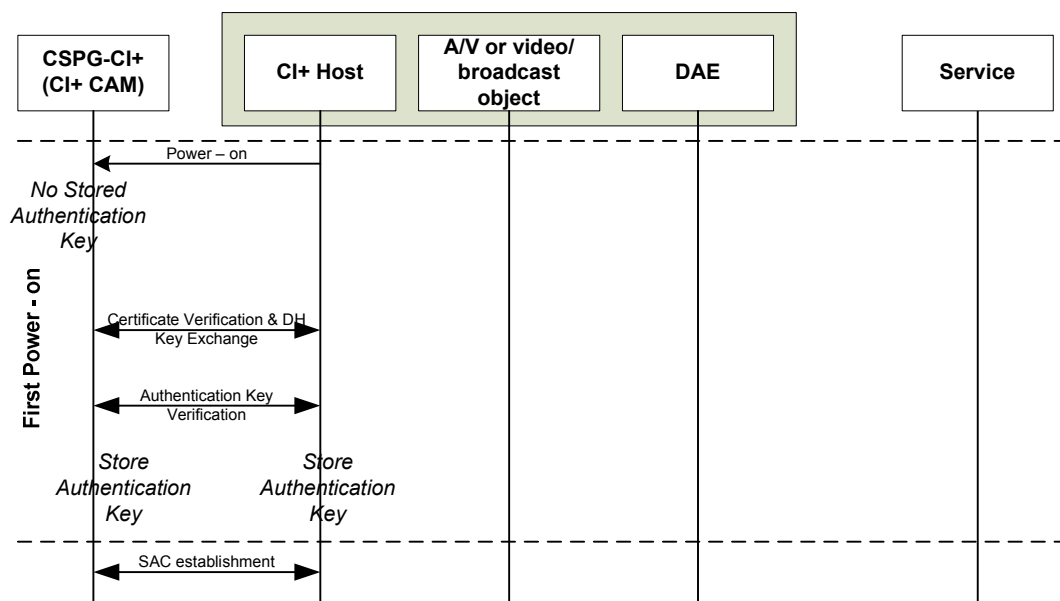 CSPG-CI+
(CI+ CAM)
CI+ Host
A/V or video/
broadcast
object
DAE
Service
Power – on
No Stored
Authentication
Key
First Power - on
Certificate Verification & DH
Key Exchange
Authentication Key
Verification
Store
Authentication
Key
Store
Authentication
Key
SAC establishment